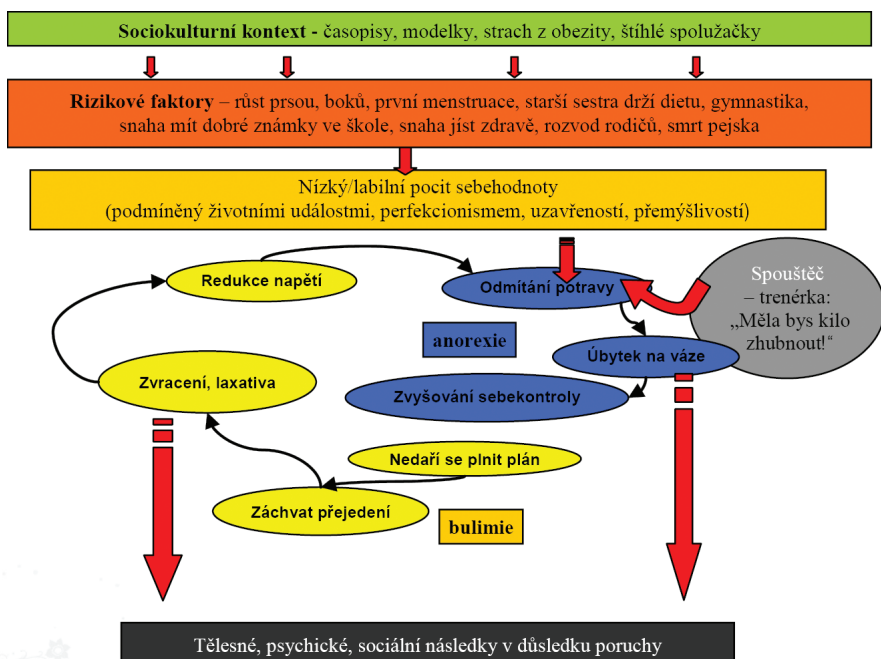 Sociokulturní kontext - časopisy, modelky, strach z obezity, štíhlé spolužačky
Rizikové faktory – růst prsou, boků, první menstruace, starší sestra drží dietu, gymnastika,
snaha mít dobré známky ve škole, snaha jíst zdravě, rozvod rodičů, smrt pejska
Nízký/labilní pocit sebehodnoty
(podmíněný životními událostmi, perfekcionismem, uzavřeností, přemýšlivostí)
Redukce napětí
Odmítání potravy
Spouštěč
– trenérka:
„Měla bys kilo
zhubnout!“
anorexie
Úbytek na váze
Zvracení, laxativa
Zvyšování sebekontroly
Nedaří se plnit plán
Záchvat přejedení
bulimie
Tělesné, psychické, sociální následky v důsledku poruchy